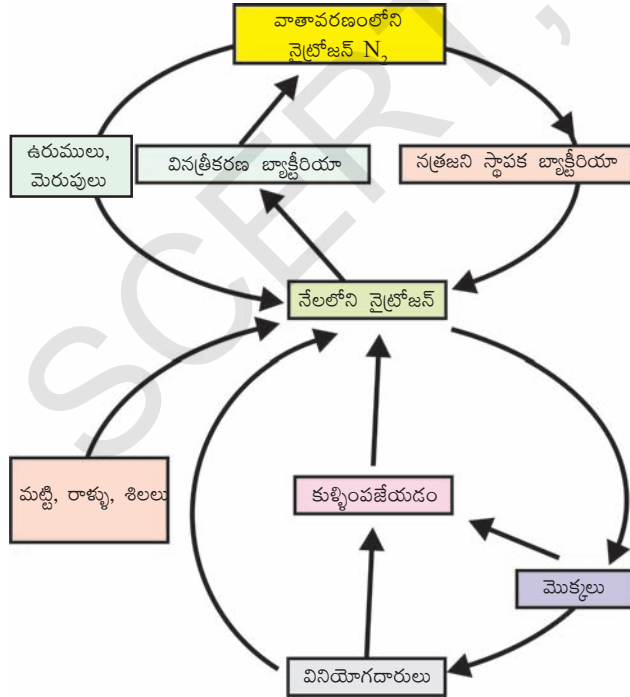 వాతావరణంలోని
నైట్రోజన్ N₂
ఉరుములు,
మెరుపులు
వినత్రీకరణ బ్యాక్టీరియా
నత్రజని స్థాపక బ్యాక్టీరియా
నేలలోని నైట్రోజన్
మట్టి, రాళ్ళు, శిలలు
కుళ్ళింపజేయడం
మొక్కలు
వినియోగదారులు
SCERT,